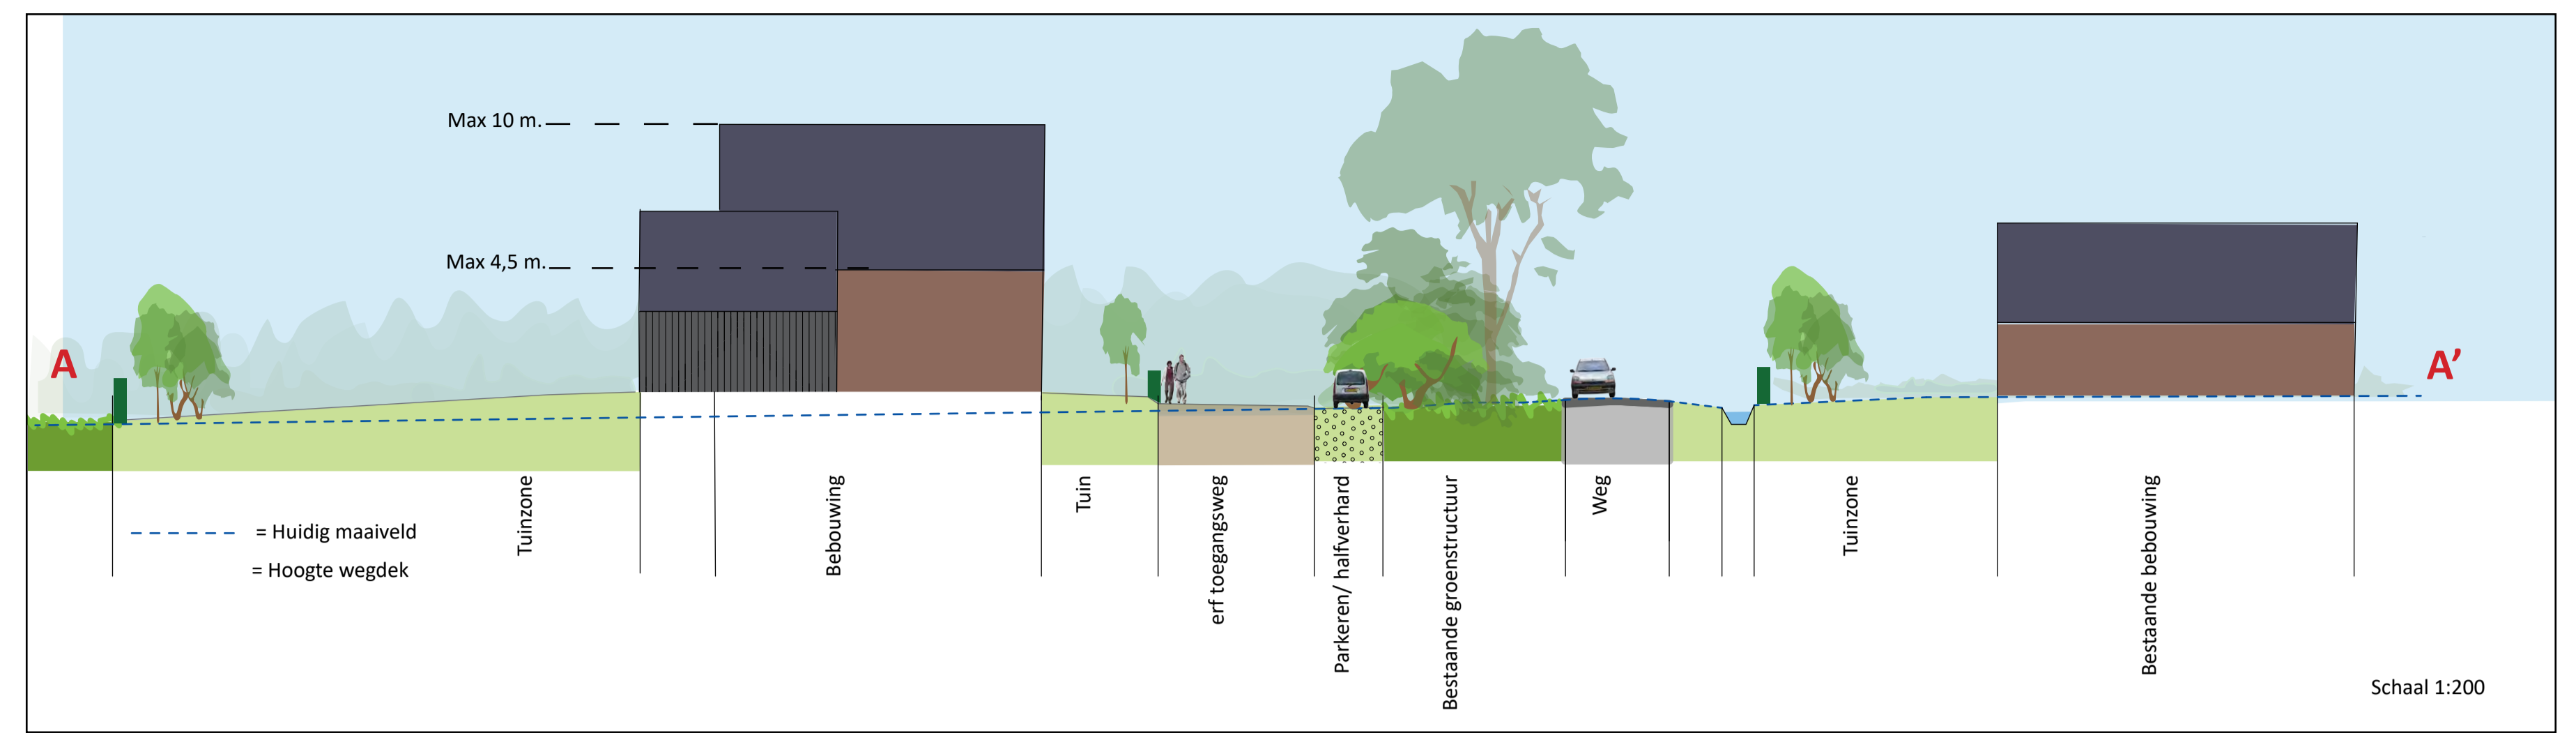 Max 10 m.
Max 4,5 m.
A
A’
Tuinzone
Bebouwing
Tuin
erf toegangsweg
Parkeren/ halfverhard
Bestaande groenstructuur
Weg
Tuinzone
Bestaande bebouwing
= Huidig maaiveld
= Hoogte wegdek
Schaal 1:200